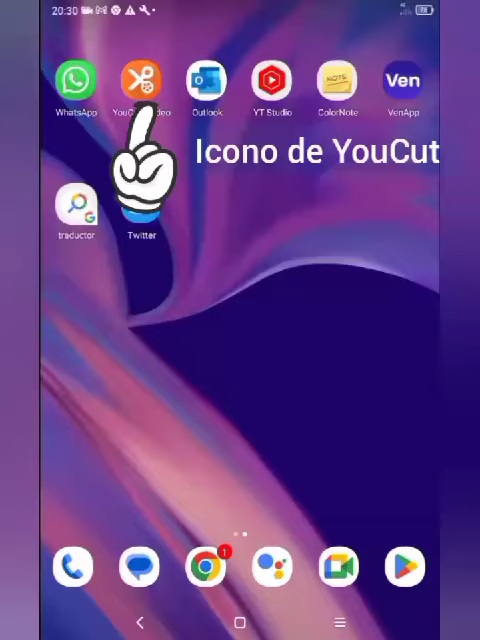 20:30
WhatsApp
Outlook
YT Studio
NOTE
ColorNote
Ven
VenApp
Icono de YouCut
traductor
Twitter
1